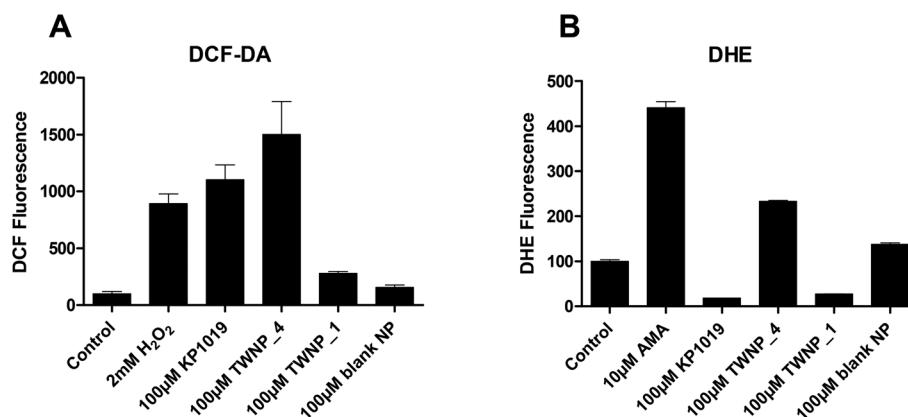 A
DCF-DA
DCF Fluorescence
2000
1500
1000
500
0
Control
2mM H₂O₂
100µM KP1019
100µM TWNP_4
100µM TWNP_1
100µM blank NP
B
DHE
DHE Fluorescence
500
400
300
200
100
0
Control
10µM AMA
100µM KP1019
100µM TWNP_4
100µM TWNP_1
100µM blank NP